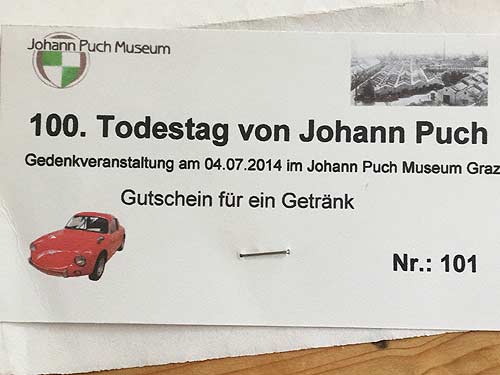 Johann Puch Museum
100. Todestag von Johann Puch
Gedenkveranstaltung am 04.07.2014 im Johann Puch Museum Graz
Gutschein für ein Getränk
Nr.: 101